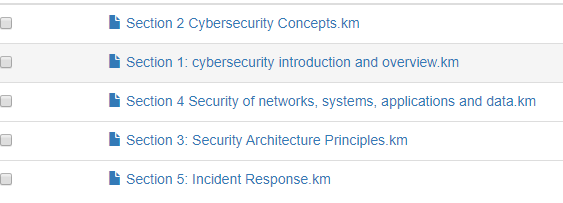 Section 2 Cybersecurity Concepts.km
Section 1: cybersecurity introduction and overview.km
Section 4 Security of networks, systems, applications and data.km
Section 3: Security Architecture Principles.km
Section 5: Incident Response.km